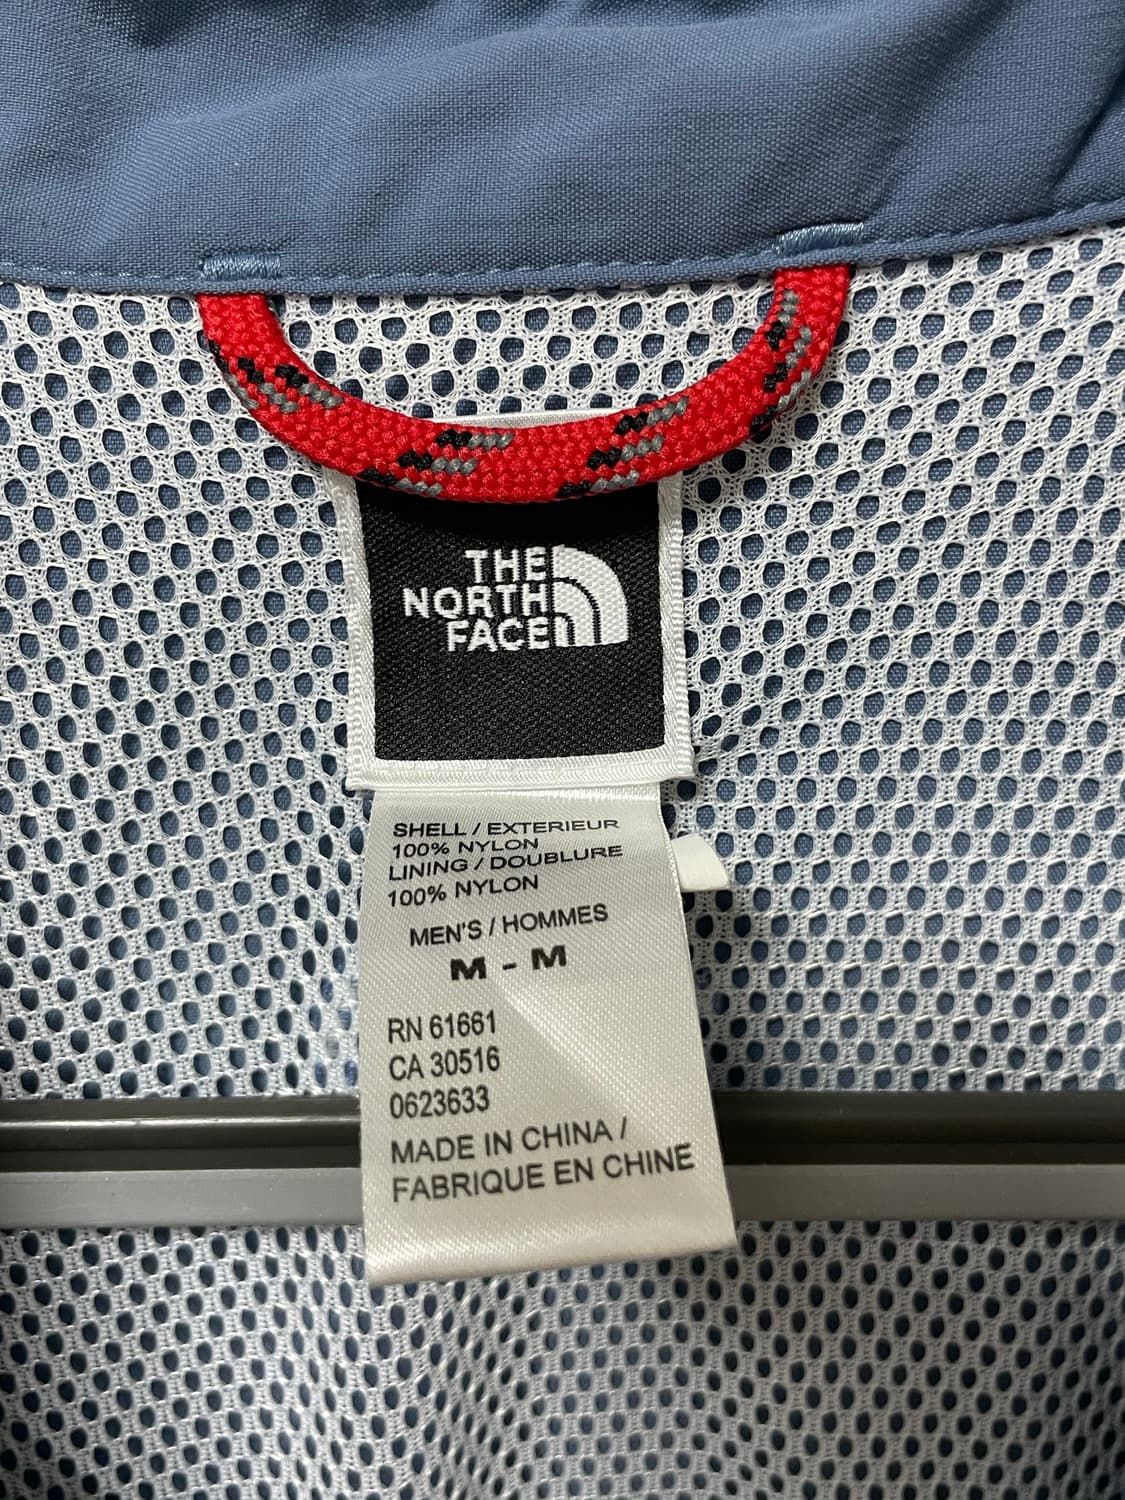 THE
NORTH
FACE
SHELL / EXTERIEUR
100% NYLON
LINING / DOUBLURE
100% NYLON
MEN'S / HOMMES
M - M
RN 61661
CA 30516
0623633
MADE IN CHINA /
FABRIQUE EN CHINE